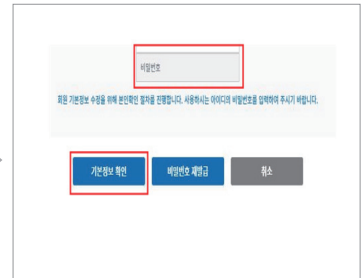 비밀번호
회원 기본정보 수정을 위해 본인확인 절차를 진행합니다. 사용하시는 아이디의 비밀번호를 입력하여 주시기 바랍니다.
기본정보 확인 비밀번호 재발급 취소